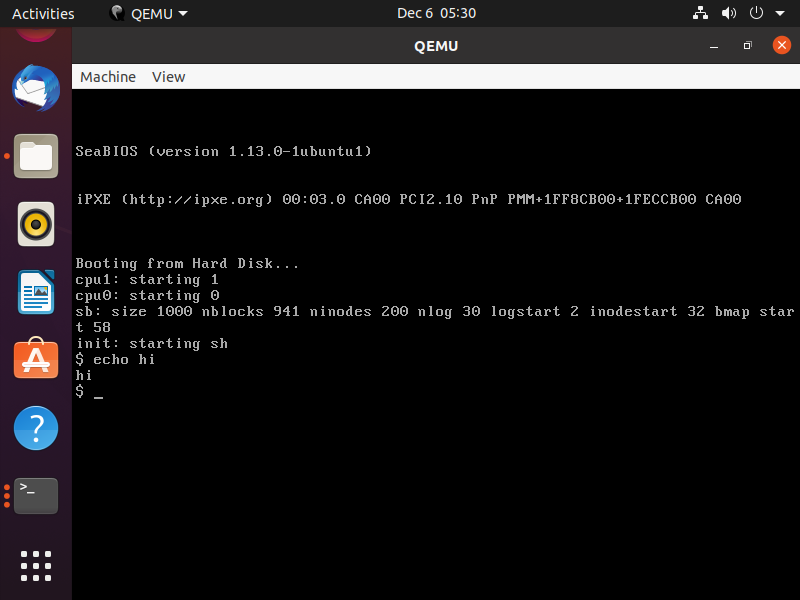 Activities QEMU Dec 6 05:30
QEMU
Machine View
SeaBIOS (version 1.13.0-1ubuntu1)
iPXE (http://ipxe.org) 00:03.0 CA00 PCI2.10 PnP PMM+1FF8CB00+1FECCB00 CA00
Booting from Hard Disk...
cpu1: starting 1
cpu0: starting 0
sb: size 1000 nblocks 941 ninodes 200 nlog 30 logstart 2 inodestart 32 bmap star
t 58
init: starting sh
$ echo hi
hi
$ _